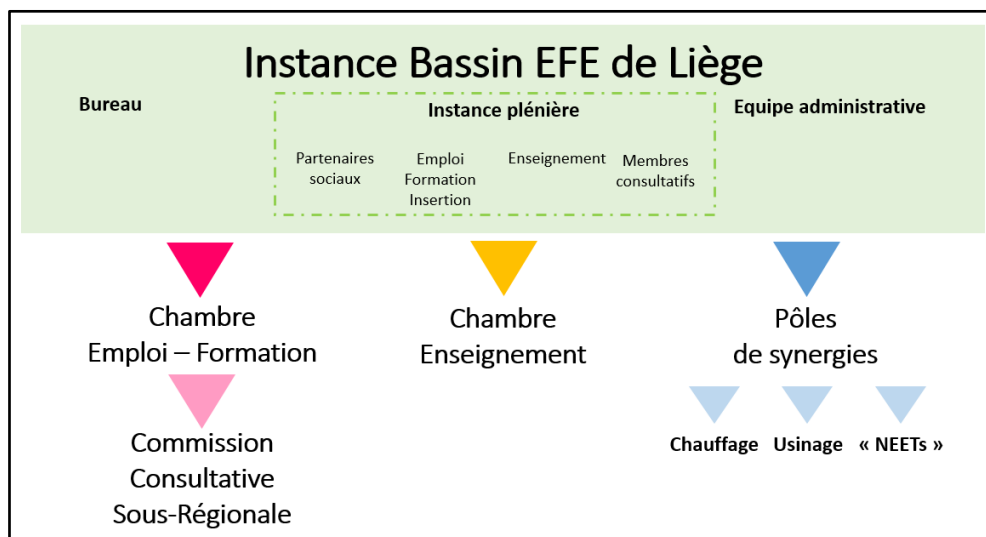 Instance Bassin EFE de Liège
Bureau
Instance plénière
Equipe administrative
Partenaires
sociaux
Emploi
Formation
Insertion
Enseignement
Membres
consultatifs
Chambre
Emploi – Formation
Chambre
Enseignement
Pôles
de synergies
Commission
Consultative
Sous-Régionale
Chauffage
Usinage
« NEETs »